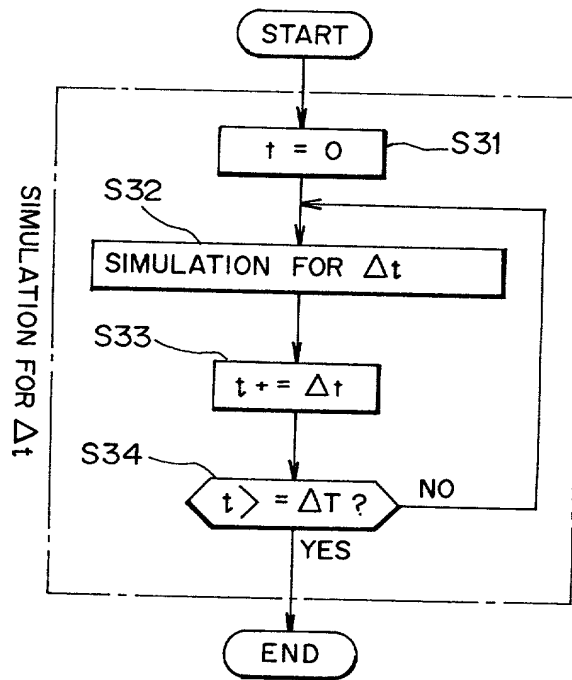 START
t = 0
S31
S32
SIMULATION FOR Δt
S33
t + = Δt
S34
t > = ΔT ?
NO
YES
END
SIMULATION FOR Δt